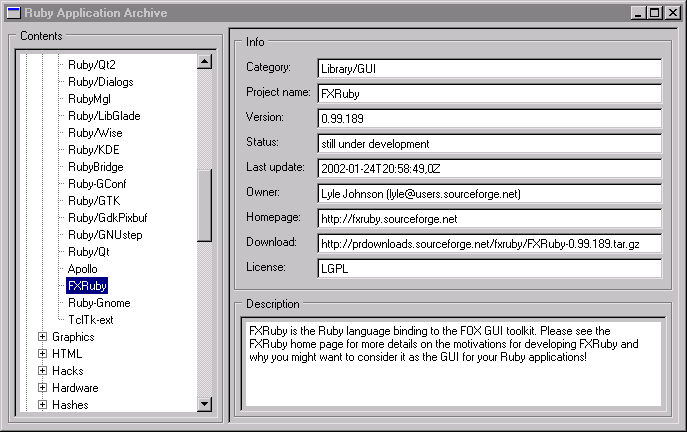 Ruby Application Archive
Contents
Ruby/Qt2
Ruby/Dialogs
RubyMgl
Ruby/LibGlade
Ruby/Wise
Ruby/KDE
RubyBridge
Ruby-GConf
Ruby/GTK
Ruby/GdkPixbuf
Ruby/GNUstep
Ruby/Qt
Apollo
FXRuby
Ruby-Gnome
TclTk-ext
Graphics
HTML
Hacks
Hardware
Hashes
Info
Category: Library/GUI
Project name: FXRuby
Version: 0.99.189
Status: still under development
Last update: 2002-01-24T20:58:49,0Z
Owner: Lyle Johnson (lyle@users.sourceforge.net)
Homepage: http://fxruby.sourceforge.net
Download: http://prdownloads.sourceforge.net/fxruby/FXRuby-0.99.189.tar.gz
License: LGPL
Description
FXRuby is the Ruby language binding to the FOX GUI toolkit. Please see the
FXRuby home page for more details on the motivations for developing FXRuby and
why you might want to consider it as the GUI for your Ruby applications!